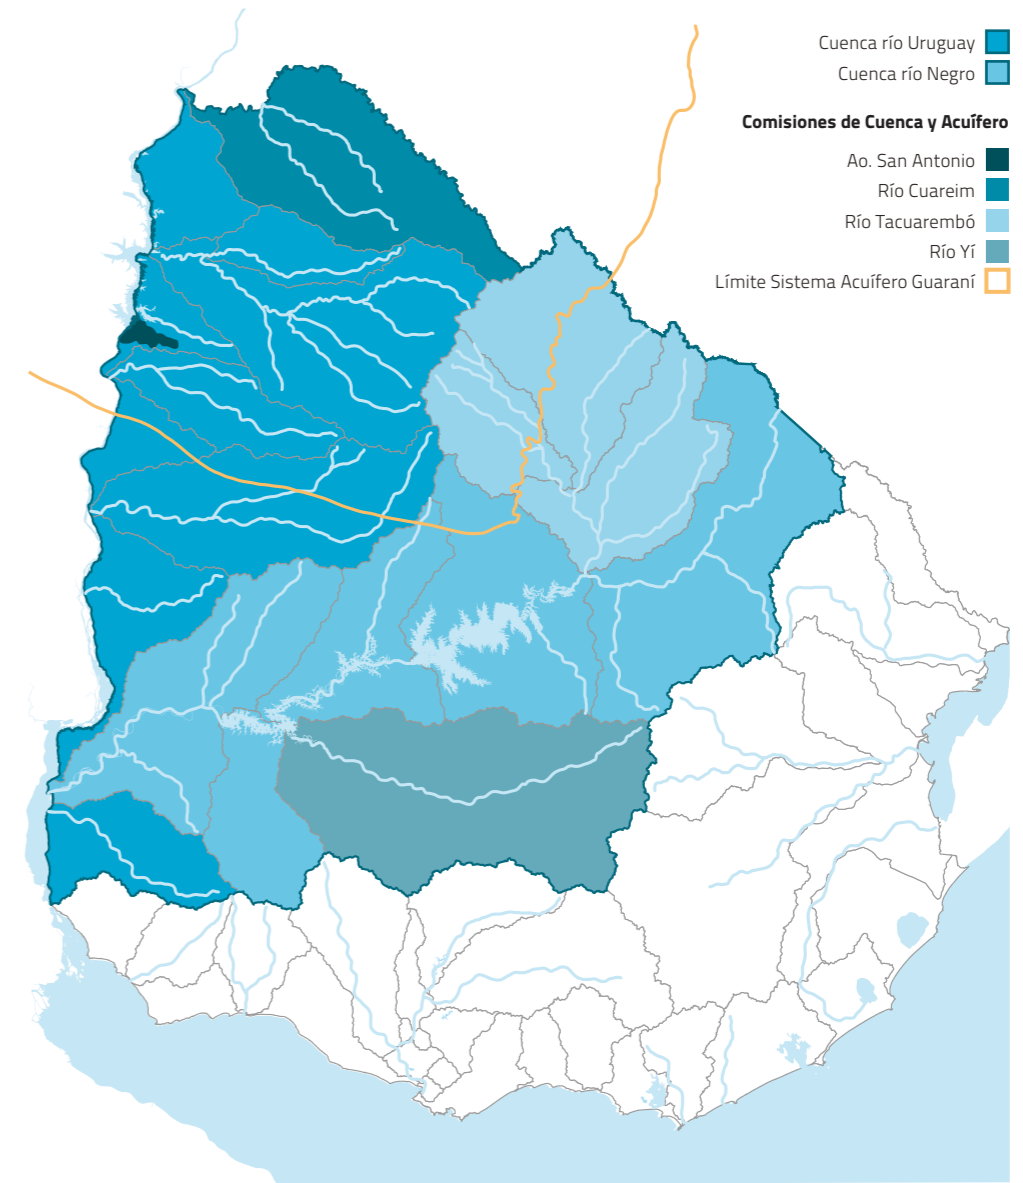 Cuenca río Uruguay
Cuenca río Negro
Comisiones de Cuenca y Acuífero
Ao. San Antonio
Río Cuareim
Río Tacuarembó
Río Yí
Límite Sistema Acuífero Guaraní